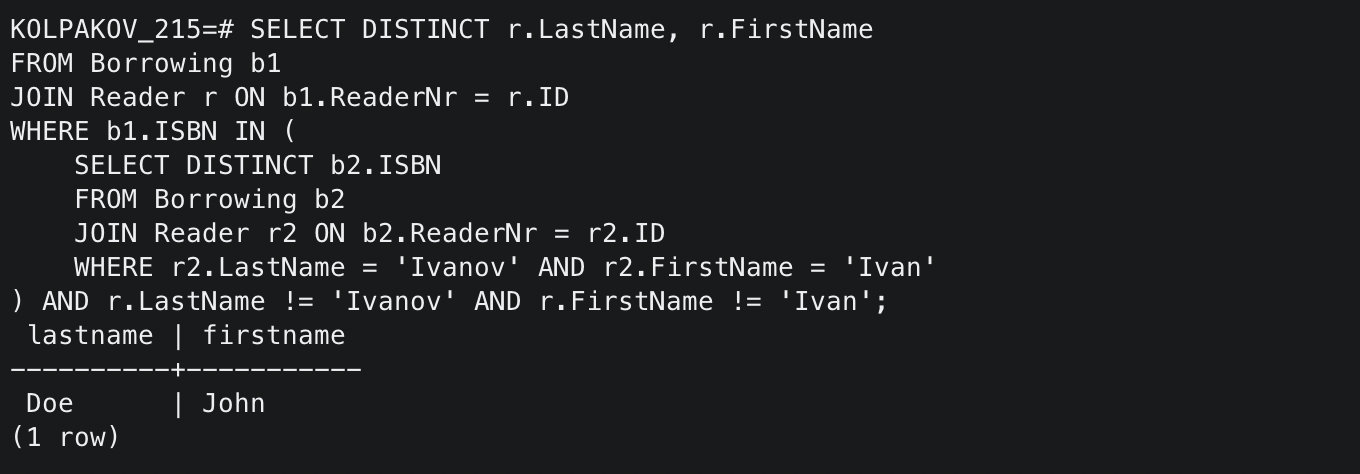 KOLPAKOV_215=# SELECT DISTINCT r.LastName, r.FirstName
FROM Borrowing b1
JOIN Reader r ON b1.ReaderNr = r.ID
WHERE b1.ISBN IN (
    SELECT DISTINCT b2.ISBN
    FROM Borrowing b2
    JOIN Reader r2 ON b2.ReaderNr = r2.ID
    WHERE r2.LastName = 'Ivanov' AND r2.FirstName = 'Ivan'
) AND r.LastName != 'Ivanov' AND r.FirstName != 'Ivan';
 lastname | firstname
----------+-----------
 Doe      | John
(1 row)